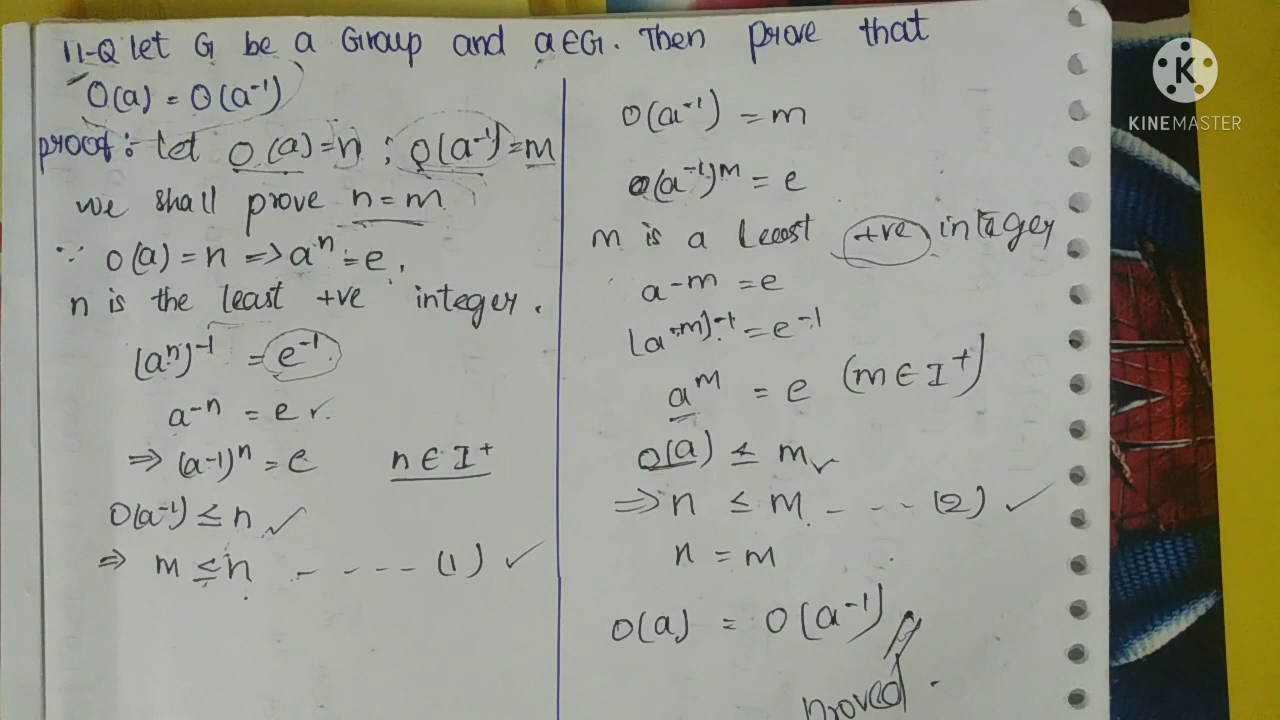 11-Q let G be a Group and a∈G. Then prove that
O(a) = O(a⁻¹)
proof:- let O(a)=n ; O(a⁻¹)=m
we shall prove n=m
∵ O(a) = n => aⁿ = e,
n is the least +ve integer.
(aⁿ)⁻¹ = e⁻¹
a⁻ⁿ = e ✓.
=> (a-1)ⁿ = e n ∈ I⁺
O(a⁻¹) ≤ n ✓
=> m ≤ n - - - - - (1) ✓
O(a⁻¹) = m
(a⁻¹)ᵐ = e
m is a least +ve integer
a-m = e
(a⁻ᵐ)⁻¹ = e⁻¹
aᵐ = e (m ∈ I⁺)
O(a) ≤ m ✓
=> n ≤ m - - - (2) ✓
n = m
O(a) = O(a⁻¹)
proved.
K
KINEMASTER